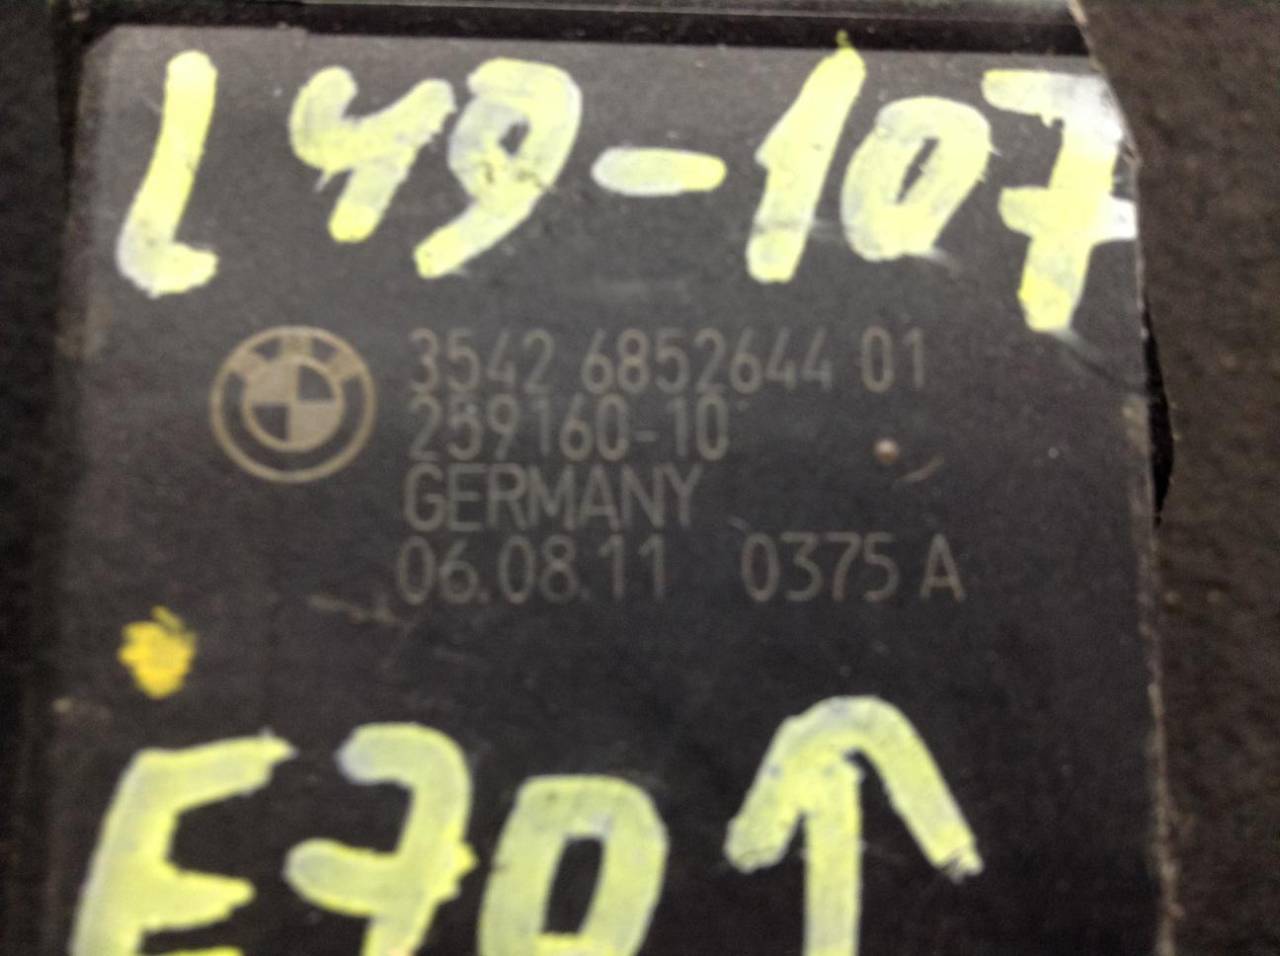 L49-107
3542 6852644 01
259160-10
GERMANY
06.08.11 0375 A
E70↑